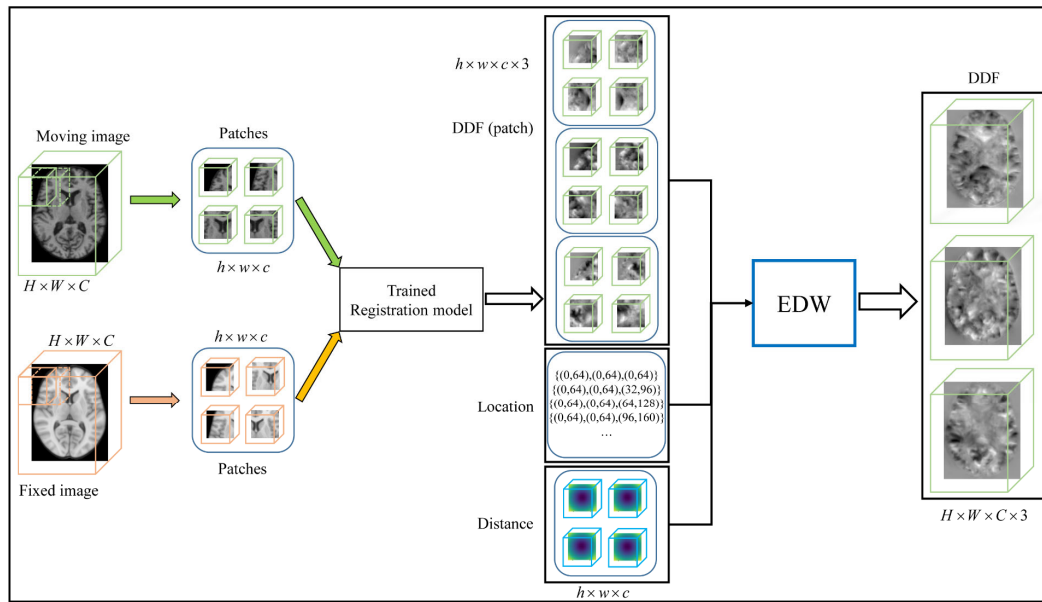 Moving image
H × W × C
Patches
h × w × c
H × W × C
Fixed image
h × w × c
Patches
Trained
Registration model
h × w × c × 3
DDF (patch)
Location
{(0,64),(0,64),(0,64)}
{(0,64),(0,64),(32,96)}
{(0,64),(0,64),(64,128)}
{(0,64),(0,64),(96,160)}
…
Distance
h × w × c
EDW
DDF
H × W × C × 3